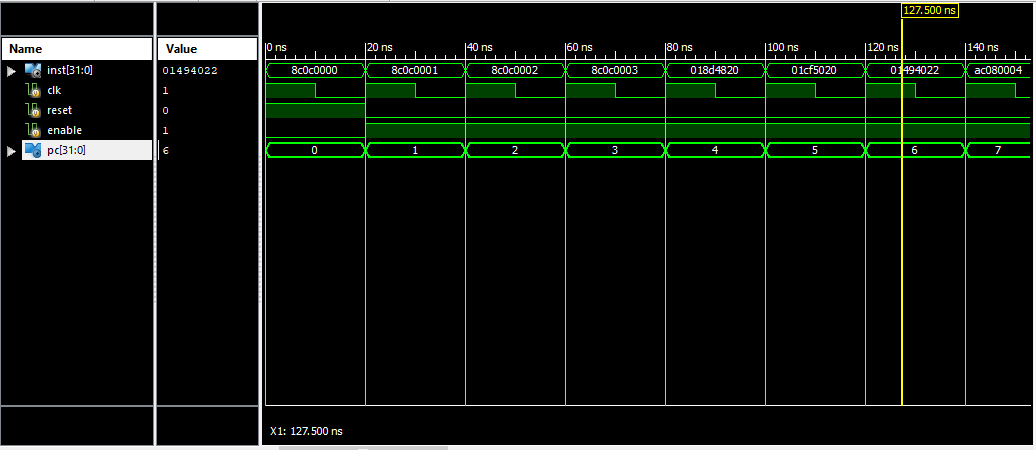 127.500 ns
Name Value
0 ns 20 ns 40 ns 60 ns 80 ns 100 ns 120 ns 140 ns
inst[31:0] 01494022 8c0c0000 8c0c0001 8c0c0002 8c0c0003 018d4820 01cf5020 01494022 ac080004
clk 1
reset 0
enable 1
pc[31:0] 6 0 1 2 3 4 5 6 7
X1: 127.500 ns